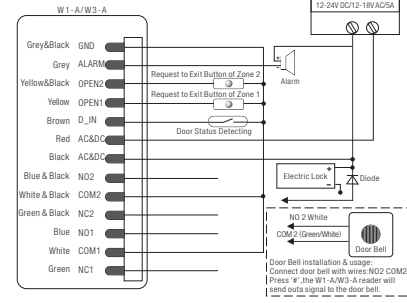 12-24V DC/12-18V AC/5A
W1-A/W3-A
Grey&Black GND
Grey ALARM
Yellow&Black OPEN2
Yellow OPEN1
Brown D_IN
Red AC&DC
Black AC&DC
Blue & Black NO2
White & Black COM2
Green & Black NC2
Blue NO1
White COM1
Green NC1
Request to Exit Button of Zone 2
Request to Exit Button of Zone 1
Door Status Detecting
Alarm
Electric Lock
+
−
Diode
NO 2 White
COM 2 (Green/White)
Door Bell
Door Bell installation & usage:
Connect door bell with wires:NO2 COM2.
Press '#',the W1-A/W3-A reader will
send outa signal to the door bell.